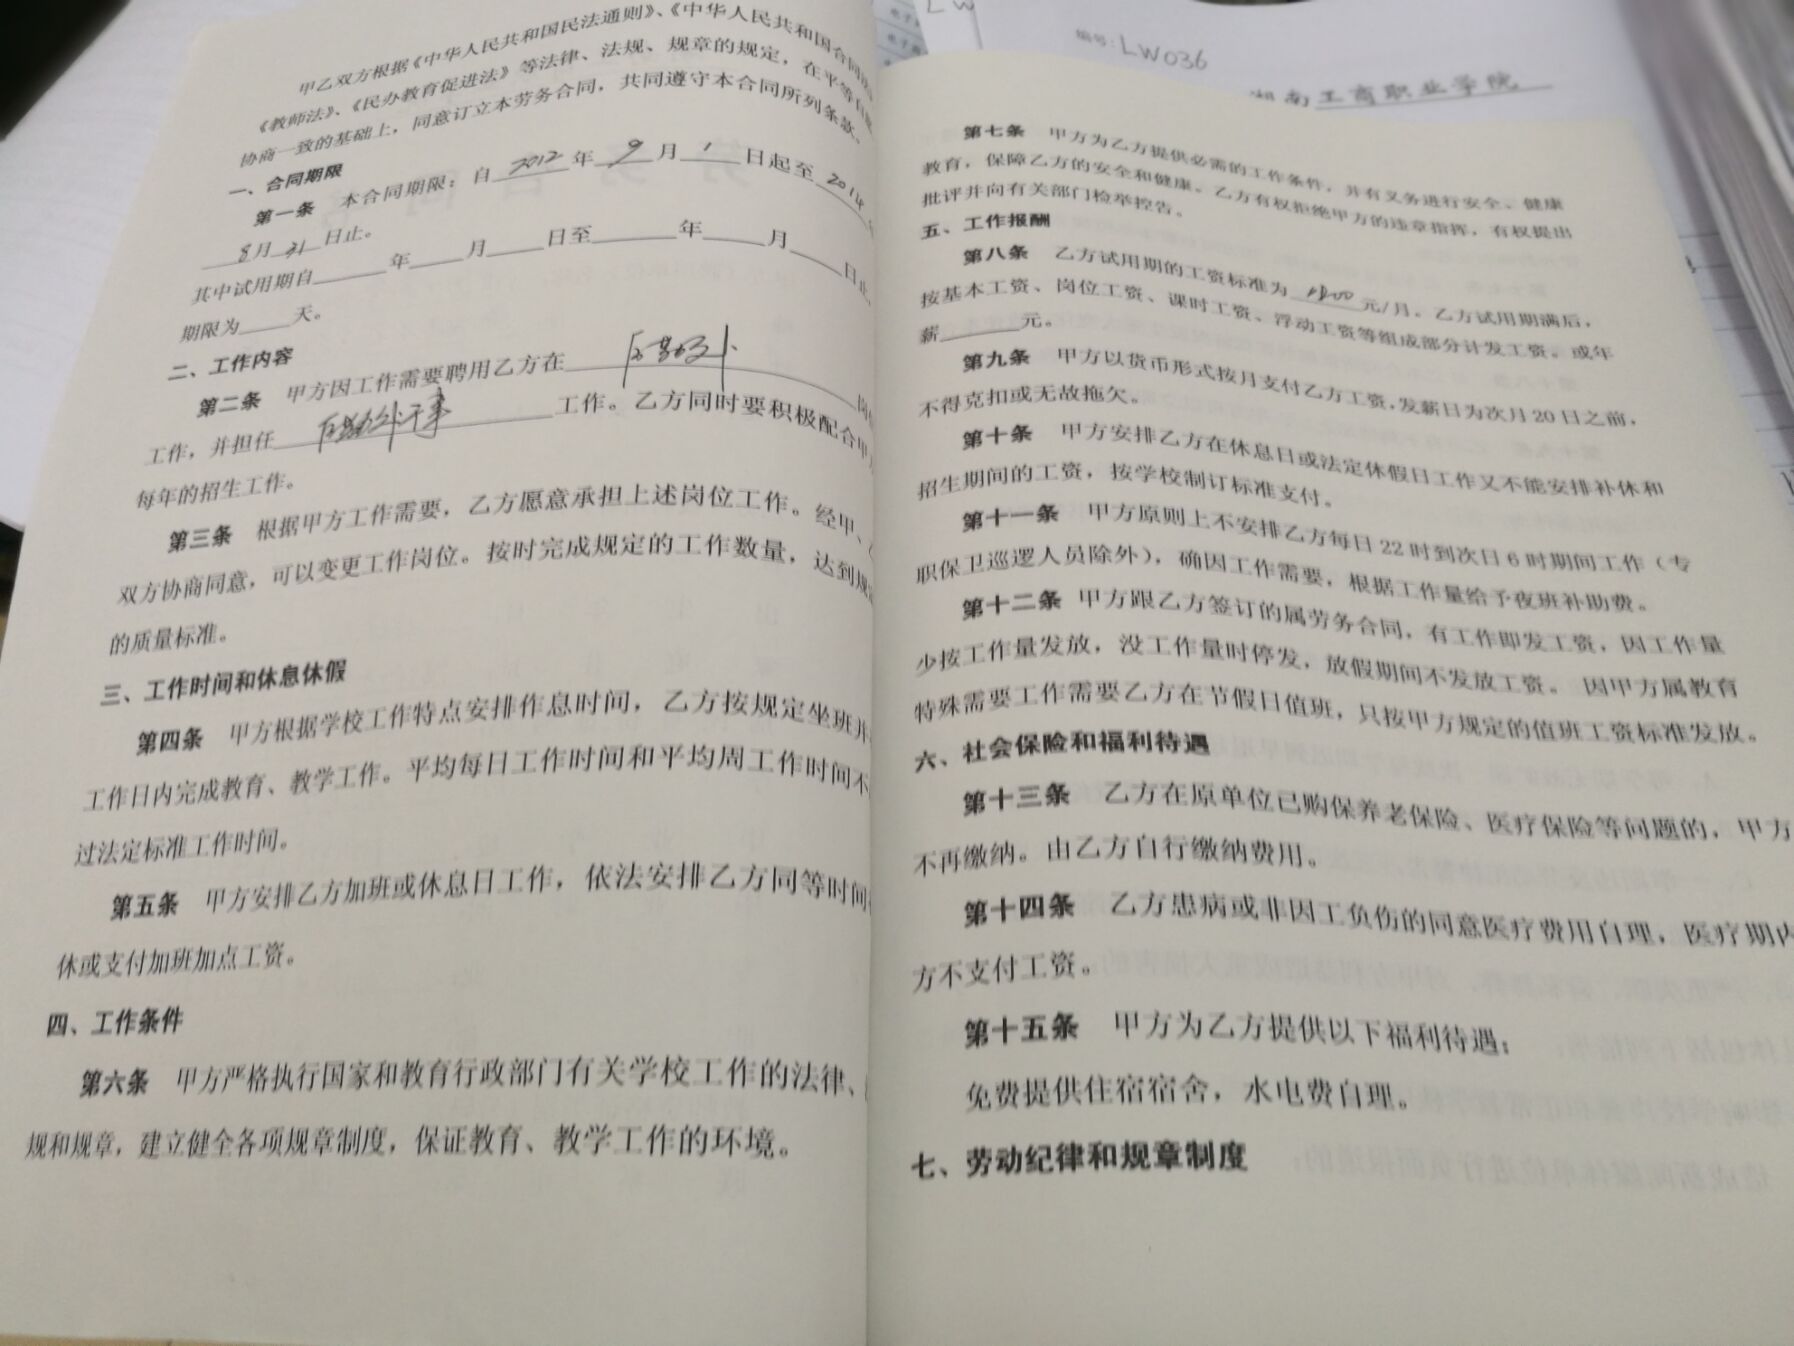 甲乙双方根据《中华人民共和国民法通则》、《中华人民共和国合同法
《教师法》、《民办教育促进法》等法律、法规、规章的规定，在平等自愿
协商一致的基础上，同意订立本劳务合同，共同遵守本合同所列条款。
一、合同期限
第一条 本合同期限：自2012年9月1日起至2014
8月31日止。
其中试用期自____年____月____日至____年____月____日止，
期限为____天。
二、工作内容
第二条 甲方因工作需要聘用乙方在 岗位
工作，并担任 干事 工作。乙方同时要积极配合甲方
每年的招生工作。
第三条 根据甲方工作需要，乙方愿意承担上述岗位工作。经甲、
双方协商同意，可以变更工作岗位。按时完成规定的工作数量，达到规定
的质量标准。
三、工作时间和休息休假
第四条 甲方根据学校工作特点安排作息时间，乙方按规定坐班并
工作日内完成教育、教学工作。平均每日工作时间和平均周工作时间不
过法定标准工作时间。
第五条 甲方安排乙方加班或休息日工作，依法安排乙方同等时间
休或支付加班加点工资。
四、工作条件
第六条 甲方严格执行国家和教育行政部门有关学校工作的法律、
规和规章，建立健全各项规章制度，保证教育、教学工作的环境。
编号：LW036
湖南工商职业学院
第七条 甲方为乙方提供必需的工作条件，并有义务进行安全、健康
教育，保障乙方的安全和健康。乙方有权拒绝甲方的违章指挥，有权提出
批评并向有关部门检举控告。
五、工作报酬
第八条 乙方试用期的工资标准为 元/月。乙方试用期满后，
按基本工资、岗位工资、课时工资、浮动工资等组成部分计发工资。或年
薪____元。
第九条 甲方以货币形式按月支付乙方工资，发薪日为次月20日之前，
不得克扣或无故拖欠。
第十条 甲方安排乙方在休息日或法定休假日工作又不能安排补休和
招生期间的工资，按学校制订标准支付。
第十一条 甲方原则上不安排乙方每日22时到次日6时期间工作（专
职保卫巡逻人员除外），确因工作需要，根据工作量给予夜班补助费。
第十二条 甲方跟乙方签订的属劳务合同，有工作即发工资，因工作量
少按工作量发放，没工作量时停发，放假期间不发放工资。因甲方属教育
特殊需要工作需要乙方在节假日值班，只按甲方规定的值班工资标准发放。
六、社会保险和福利待遇
第十三条 乙方在原单位已购保养老保险、医疗保险等问题的，甲方
不再缴纳。由乙方自行缴纳费用。
第十四条 乙方患病或非因工负伤的同意医疗费用自理，医疗期内
方不支付工资。
第十五条 甲方为乙方提供以下福利待遇：
免费提供住宿宿舍，水电费自理。
七、劳动纪律和规章制度